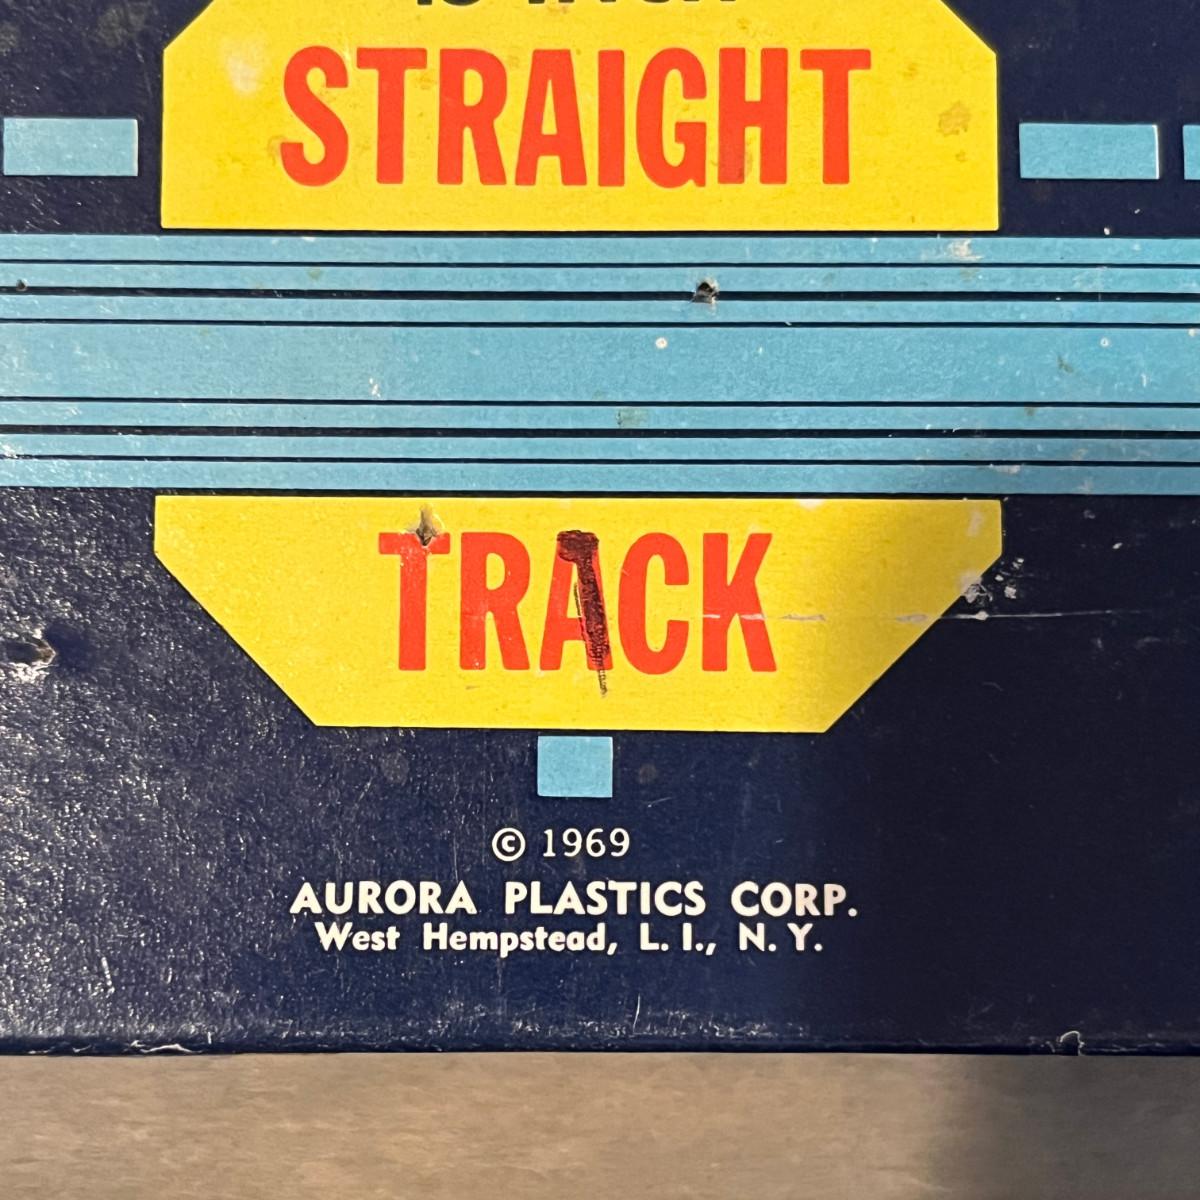 STRAIGHT
TRACK
© 1969
AURORA PLASTICS CORP.
West Hempstead, L. I., N. Y.